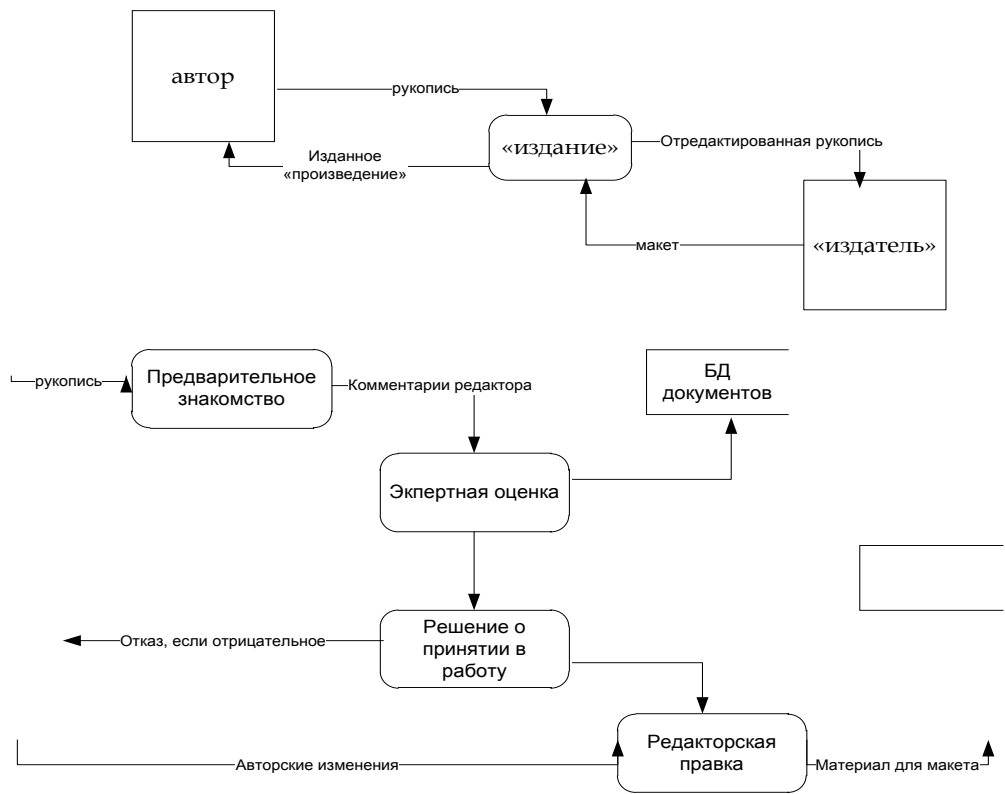 автор
рукопись
«издание»
Отредактированная рукопись
Изданное
«произведение»
макет
«издатель»
рукопись
Предварительное
знакомство
Комментарии редактора
БД
документов
Экпертная оценка
Отказ, если отрицательное
Решение о
принятии в
работу
Авторские изменения
Редакторская
правка
Материал для макета